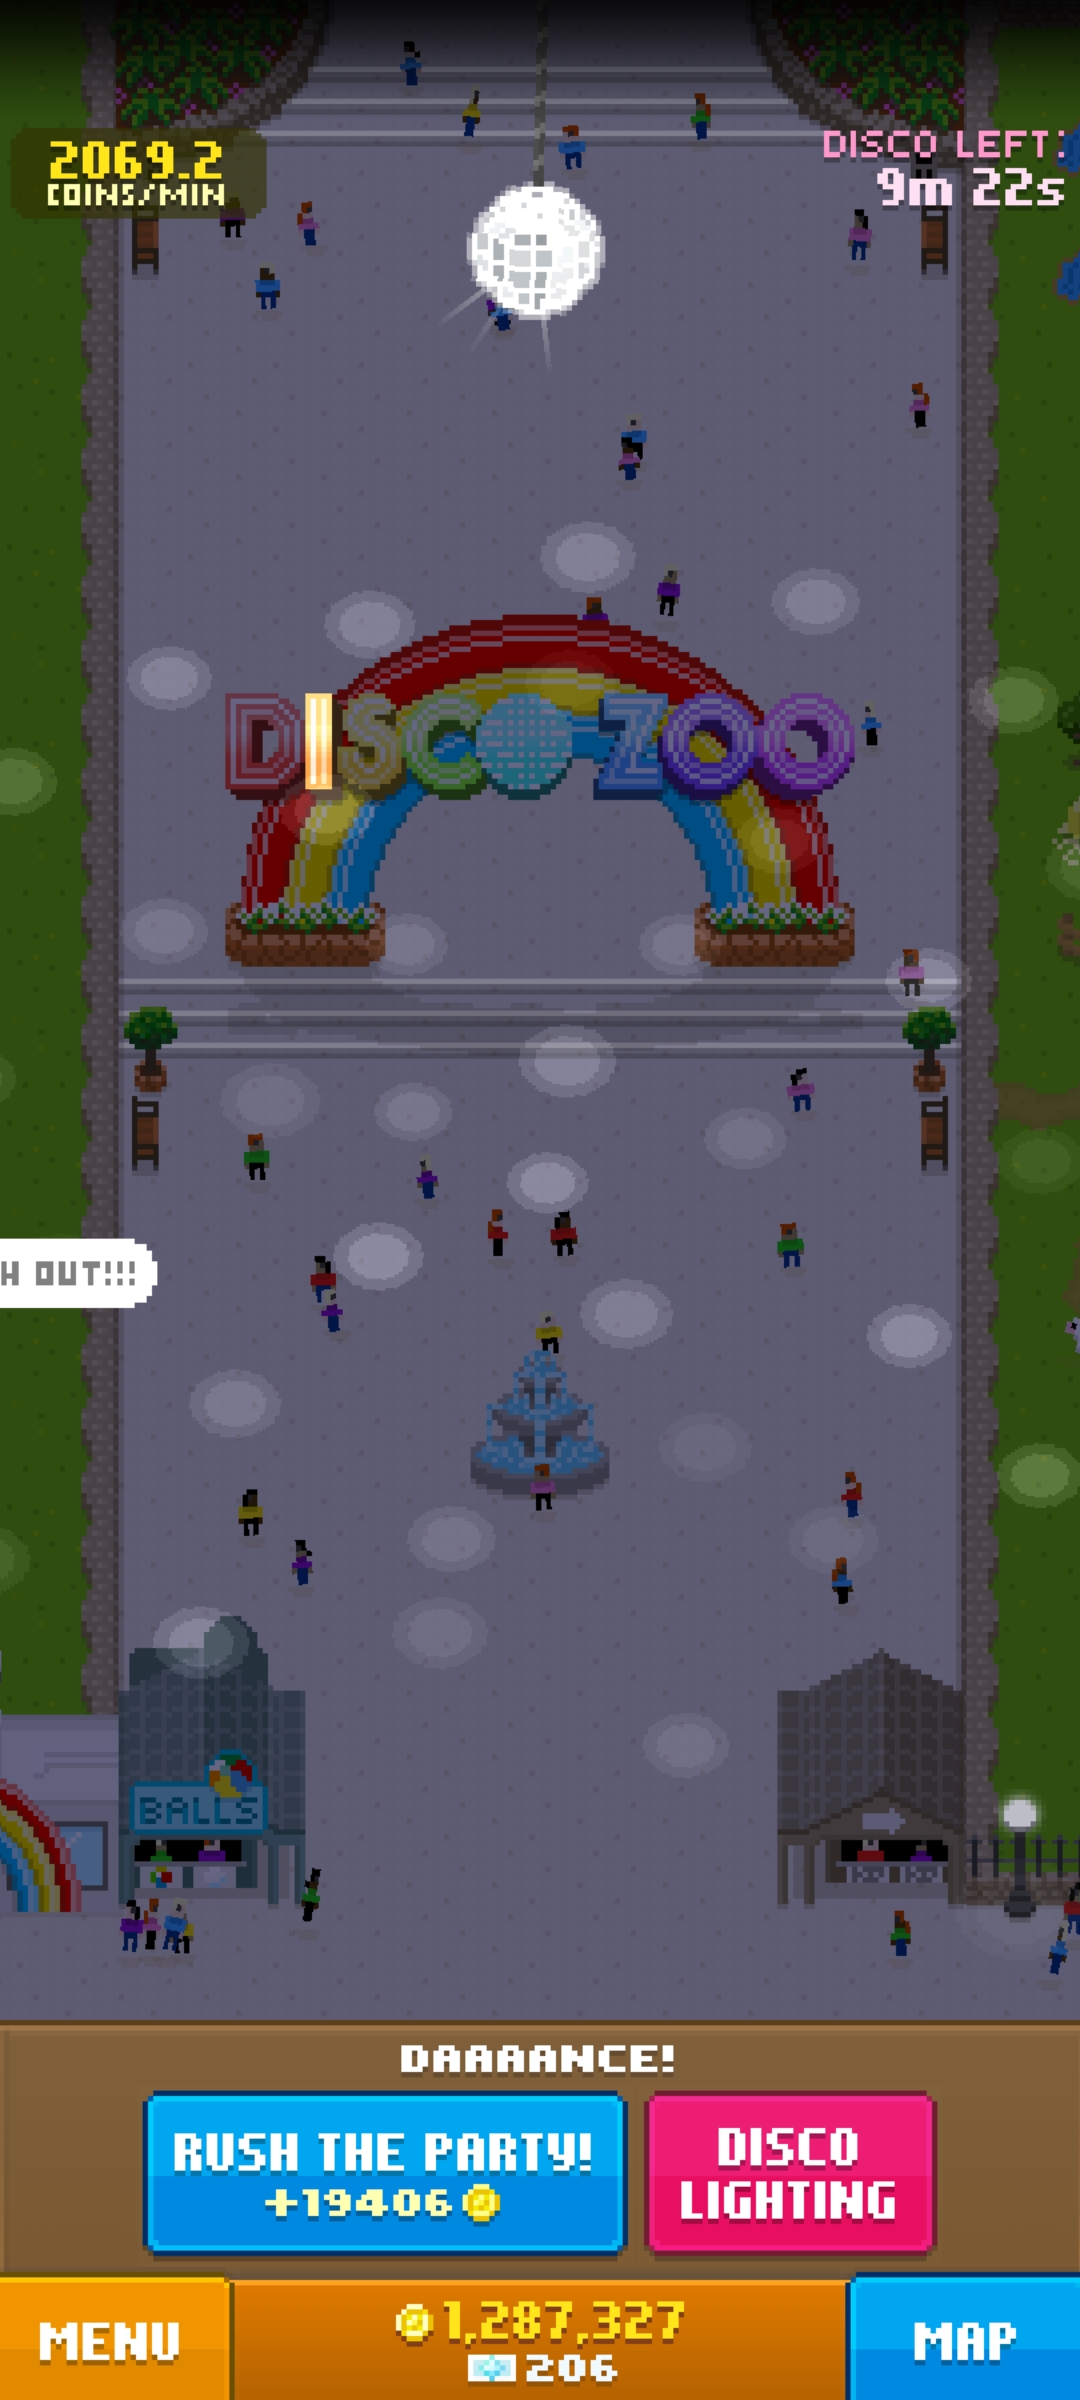 2069.2
COINS/MIN
DISCO LEFT:
9m 22s
DISCO ZOO
H OUT!!!
BALLS
DAAAANCE!
RUSH THE PARTY!
+19406
DISCO
LIGHTING
MENU
1,287,327
206
MAP